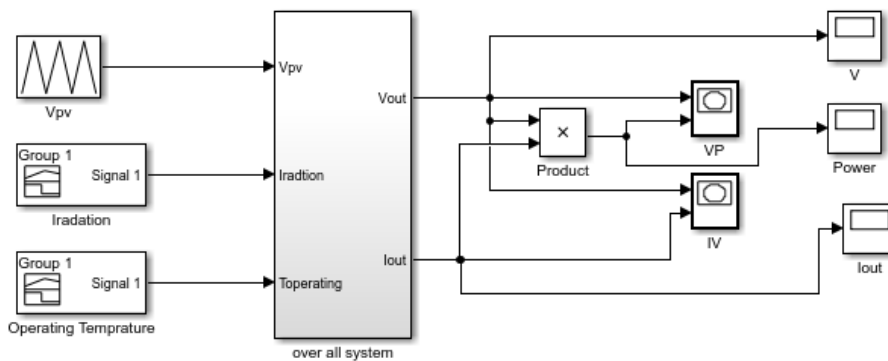 Vpv
Group 1
Signal 1
Iradation
Group 1
Signal 1
Operating Temprature
Vpv
Iradtion
Toperating
Vout
Iout
over all system
×
Product
VP
IV
V
Power
Iout